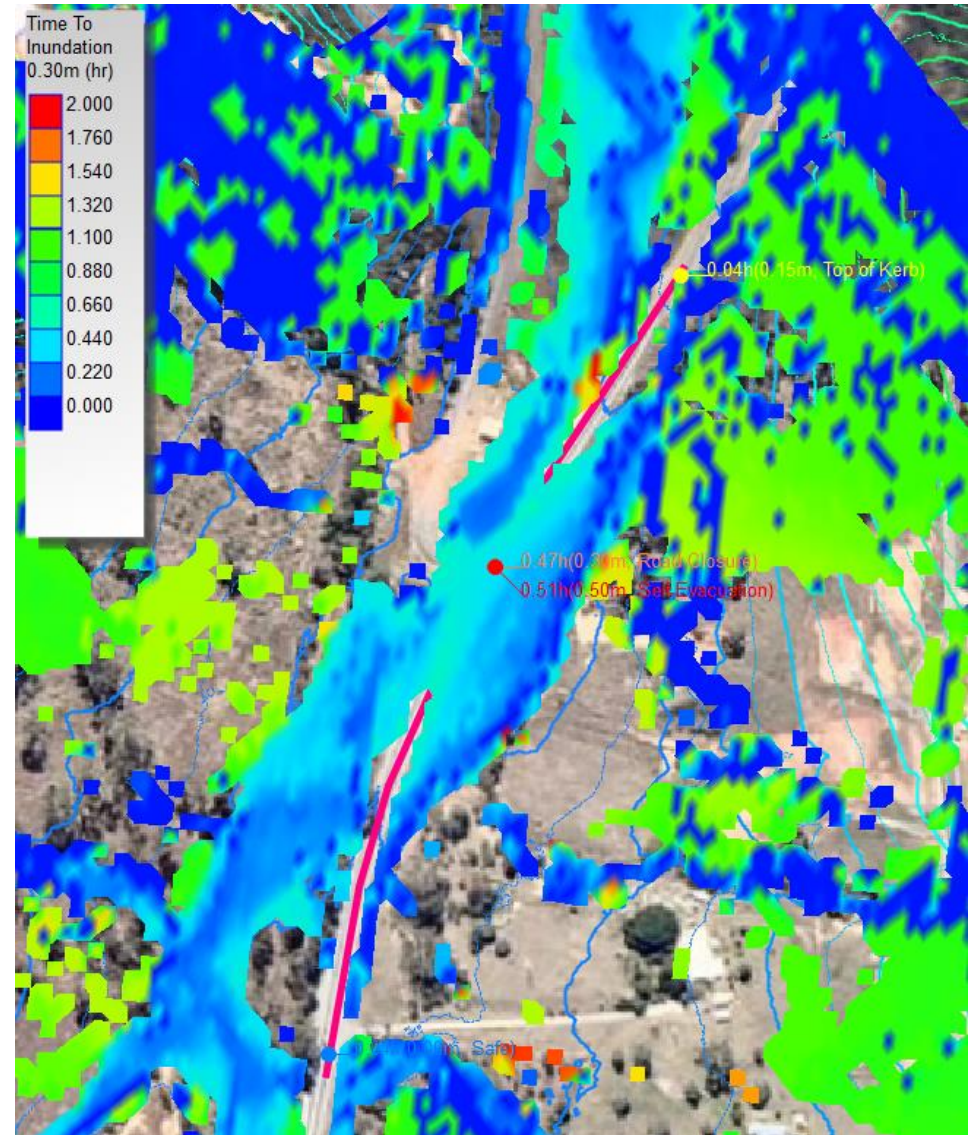 Time To
Inundation
0.30m (hr)
2.000
1.760
1.540
1.320
1.100
0.880
0.660
0.440
0.220
0.000
0.04h(0.15m, Top of Kerb)
0.47h(0.30m, Road Closure)
0.51h(0.50m, Self Evacuation)
Safe)